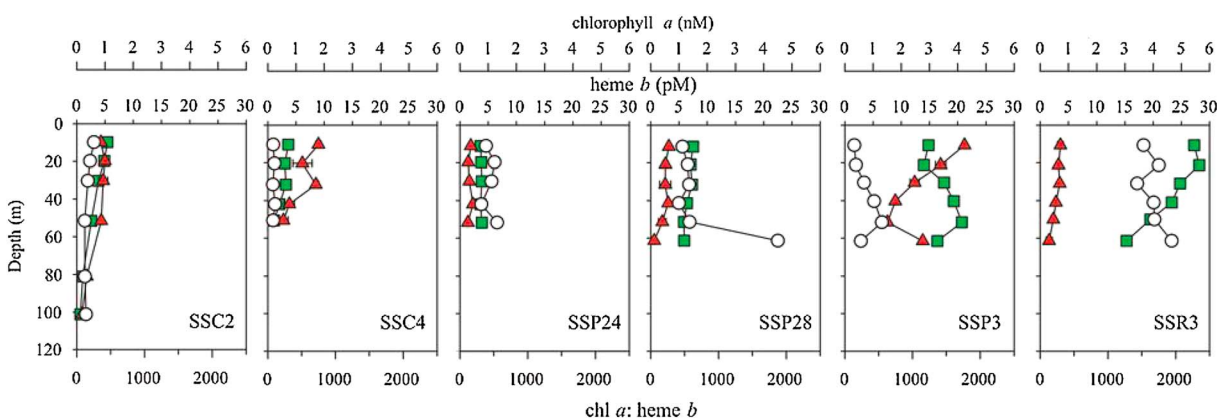 chlorophyll a (nM)
0 1 2 3 4 5 6 0 1 2 3 4 5 6 0 1 2 3 4 5 6 0 1 2 3 4 5 6 0 1 2 3 4 5 6 0 1 2 3 4 5 6
heme b (pM)
0 5 10 15 20 25 30 0 5 10 15 20 25 30 0 5 10 15 20 25 30 0 5 10 15 20 25 30 0 5 10 15 20 25 30 0 5 10 15 20 25 30
0
20
40
60
80
100
120
Depth (m)
SSC2 SSC4 SSP24 SSP28 SSP3 SSR3
0 1000 2000 0 1000 2000 0 1000 2000 0 1000 2000 0 1000 2000 0 1000 2000
chl a: heme b